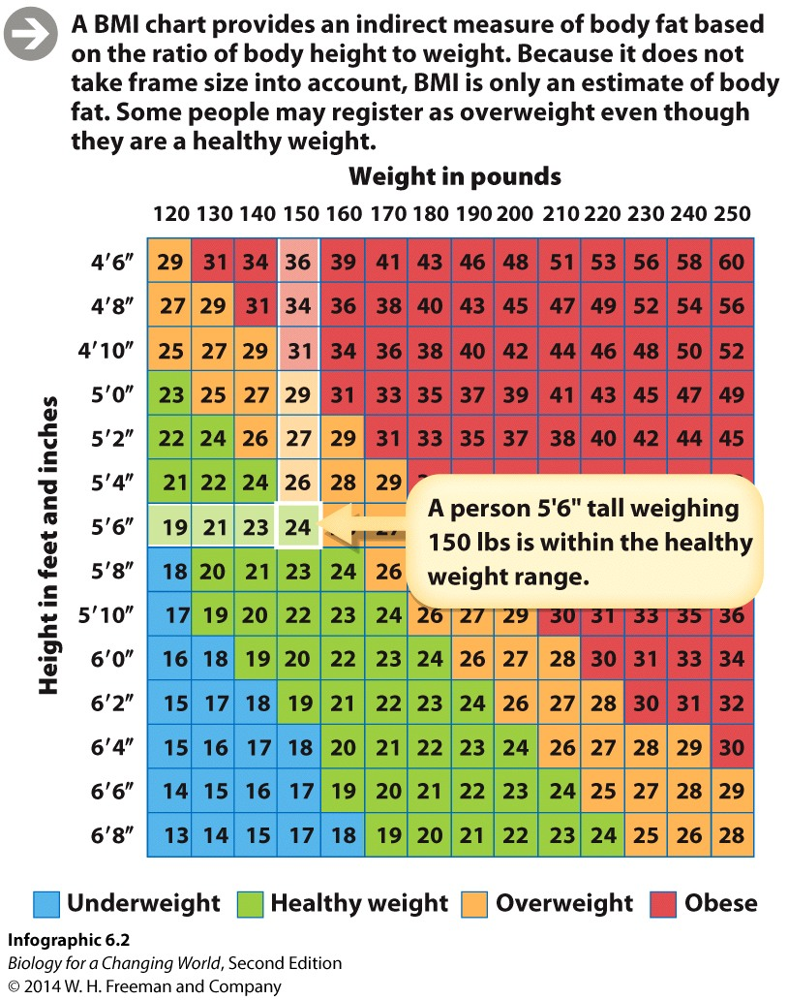 A BMI chart provides an indirect measure of body fat based
on the ratio of body height to weight. Because it does not
take frame size into account, BMI is only an estimate of body
fat. Some people may register as overweight even though
they are a healthy weight.
Weight in pounds
120 130 140 150 160 170 180 190 200 210 220 230 240 250
Height in feet and inches
4′6″ 29 31 34 36 39 41 43 46 48 51 53 56 58 60
4′8″ 27 29 31 34 36 38 40 43 45 47 49 52 54 56
4′10″ 25 27 29 31 34 36 38 40 42 44 46 48 50 52
5′0″ 23 25 27 29 31 33 35 37 39 41 43 45 47 49
5′2″ 22 24 26 27 29 31 33 35 37 38 40 42 44 45
5′4″ 21 22 24 26 28 29
5′6″ 19 21 23 24
A person 5'6" tall weighing
150 lbs is within the healthy
weight range.
5′8″ 18 20 21 23 24 26
5′10″ 17 19 20 22 23 24 26 27 29 30 31 33 35 36
6′0″ 16 18 19 20 22 23 24 26 27 28 30 31 33 34
6′2″ 15 17 18 19 21 22 23 24 26 27 28 30 31 32
6′4″ 15 16 17 18 20 21 22 23 24 26 27 28 29 30
6′6″ 14 15 16 17 19 20 21 22 23 24 25 27 28 29
6′8″ 13 14 15 17 18 19 20 21 22 23 24 25 26 28
Underweight Healthy weight Overweight Obese
Infographic 6.2
Biology for a Changing World, Second Edition
© 2014 W. H. Freeman and Company